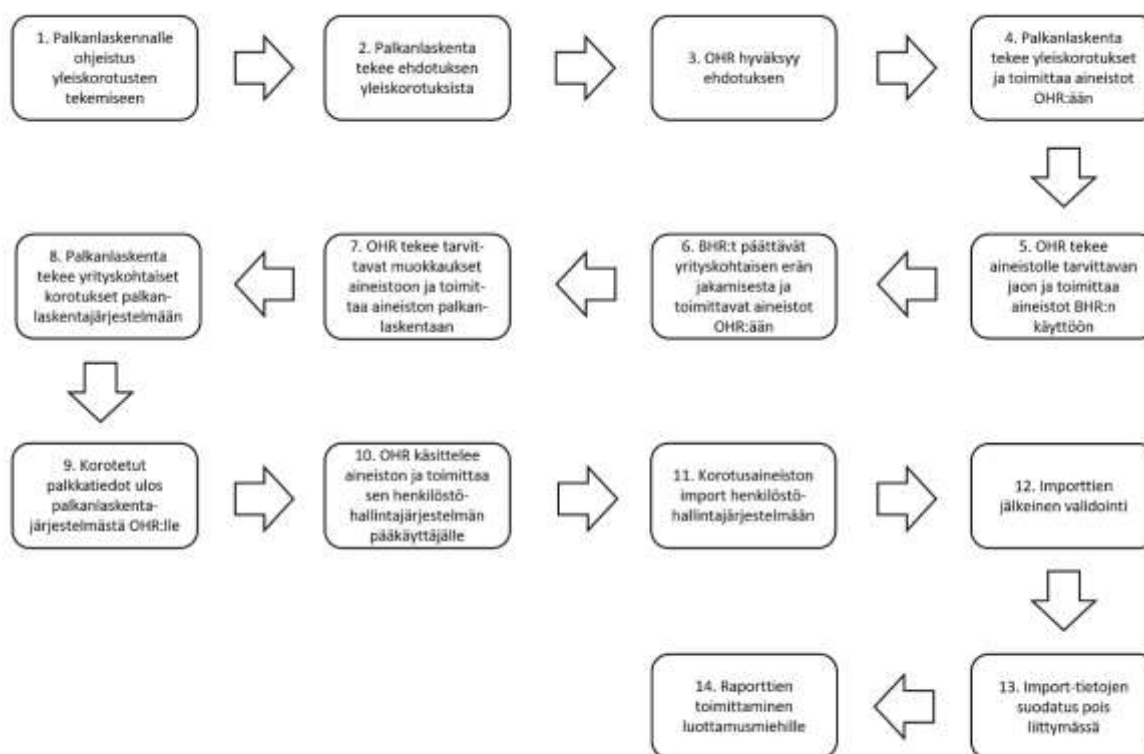 1. Palkanlaskennalle
ohjeistus
yleiskorotusten
tekemiseen
2. Palkanlaskenta
tekee ehdotuksen
yleiskorotuksista
3. OHR hyväksyy
ehdotuksen
4. Palkanlaskenta
tekee yleiskorotukset
ja toimittaa aineistot
OHR:ään
5. OHR tekee
aineistolle tarvittavan
jaon ja toimittaa
aineistot BHR:n
käyttöön
6. BHR:t päättävät
yrityskohtaisen erän
jakamisesta ja
toimittavat aineistot
OHR:ään
7. OHR tekee tarvit-
tavat muokkaukset
aineistoon ja toimit-
taa aineiston palkan-
laskentaan
8. Palkanlaskenta
tekee yrityskohtaiset
korotukset palkan-
laskentajärjestelmään
9. Korotetut
palkkatiedot ulos
palkanlaskenta-
järjestelmästä OHR:lle
10. OHR käsittelee
aineiston ja toimittaa
sen henkilöstö-
hallintajärjestelmän
pääkäyttäjälle
11. Korotusaineiston
import henkilöstö-
hallintajärjestelmään
12. Importtien
jälkeinen validointi
13. Import-tietojen
suodatus pois
liittymässä
14. Raporttien
toimittaminen
luottamusmiehille